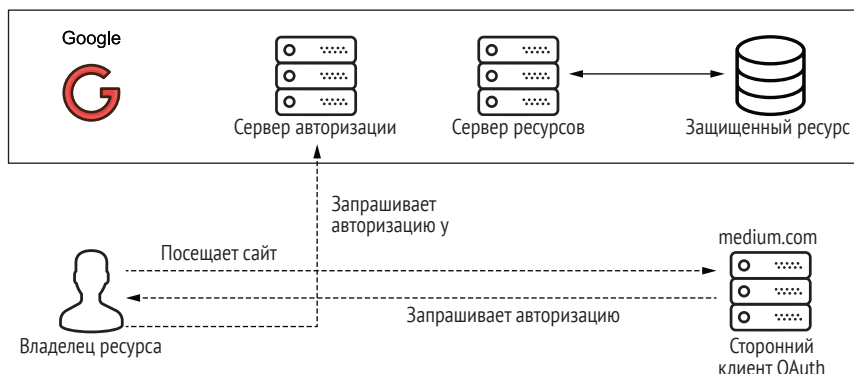 Google
Сервер авторизации
Сервер ресурсов
Защищенный ресурс
Запрашивает
авторизацию у
Посещает сайт
medium.com
Запрашивает авторизацию
Владелец ресурса
Сторонний
клиент OAuth